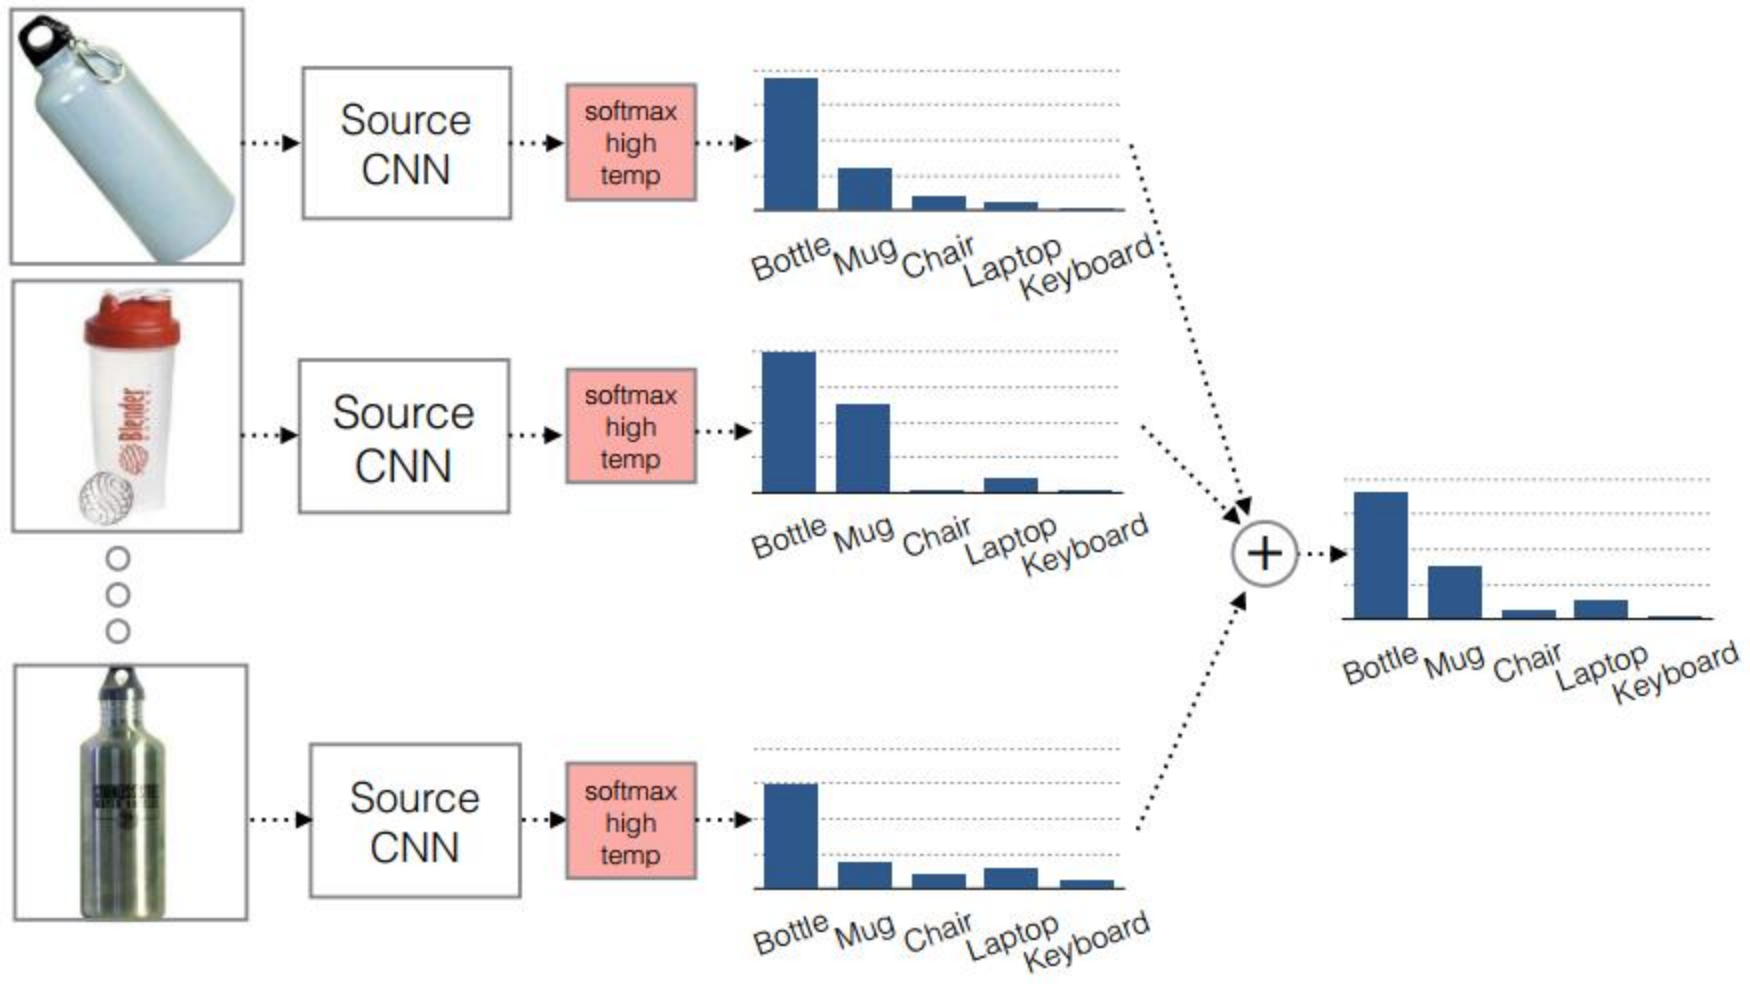 Source
CNN
softmax
high
temp
Bottle
Mug
Chair
Laptop
Keyboard
Blender
Source
CNN
softmax
high
temp
Bottle
Mug
Chair
Laptop
Keyboard
+
Bottle
Mug
Chair
Laptop
Keyboard
Source
CNN
softmax
high
temp
Bottle
Mug
Chair
Laptop
Keyboard